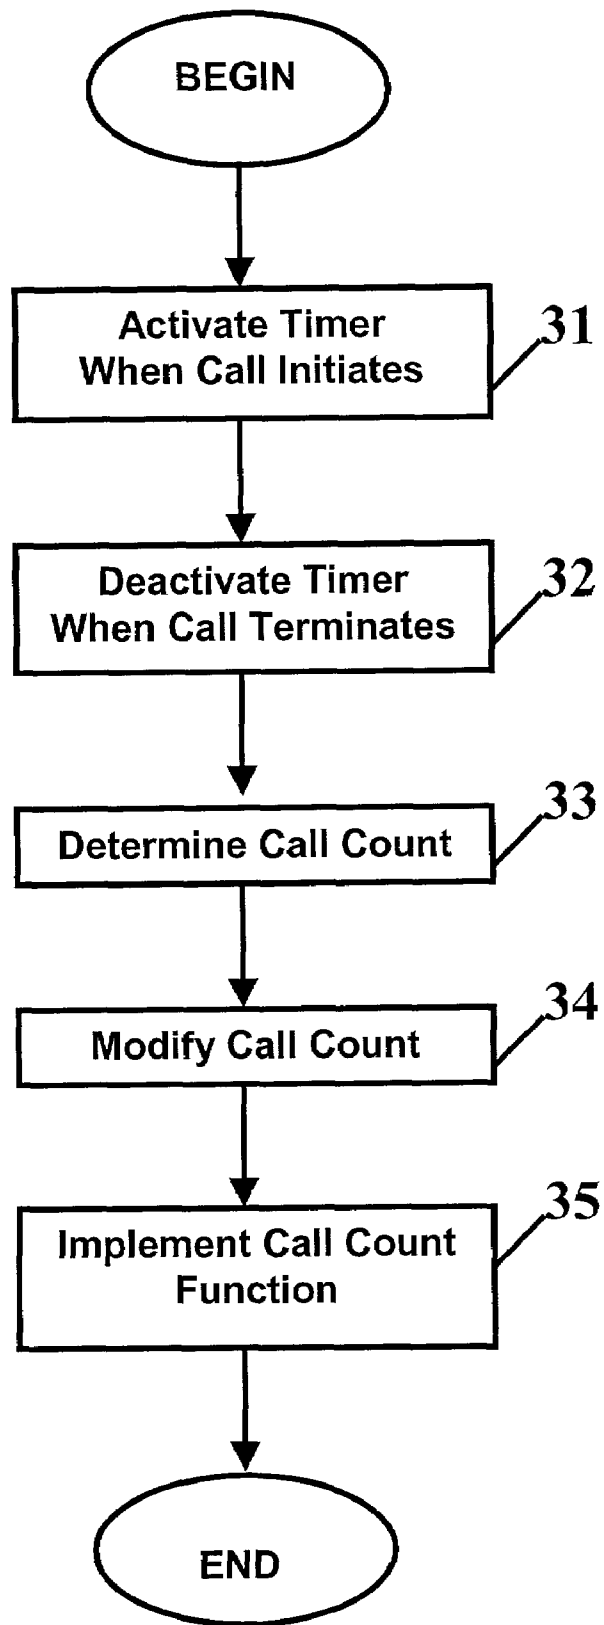 BEGIN
Activate Timer
When Call Initiates
31
Deactivate Timer
When Call Terminates
32
Determine Call Count
33
Modify Call Count
34
Implement Call Count
Function
35
END